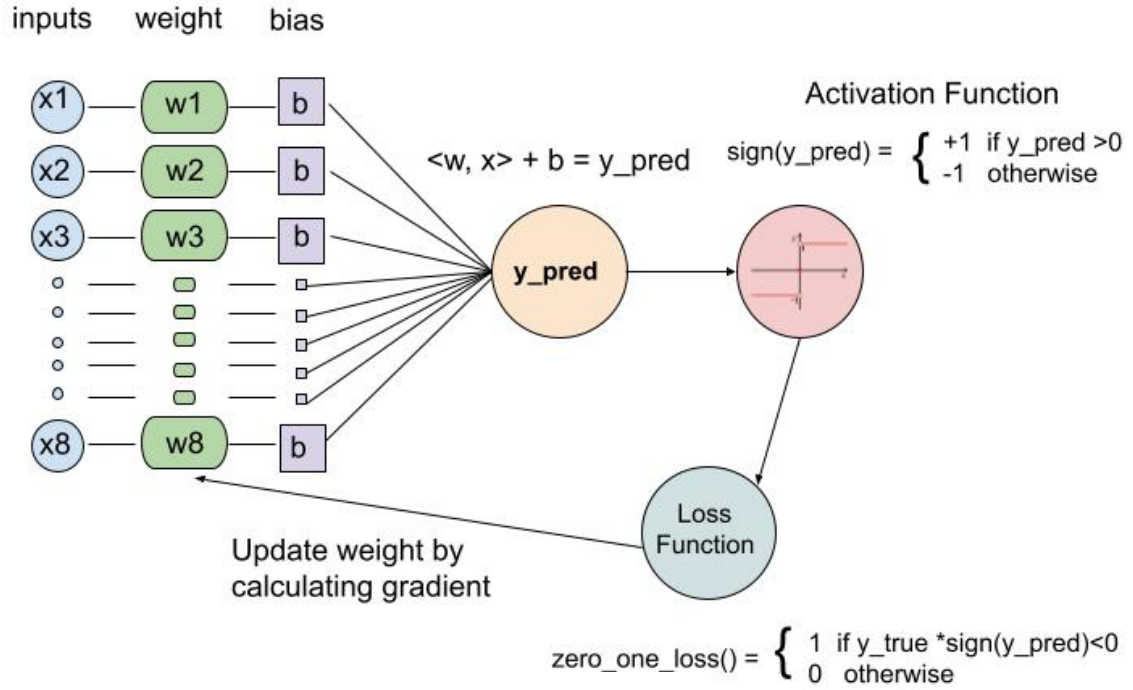 inputs weight bias
x1 w1 b
Activation Function
<w, x> + b = y_pred
sign(y_pred) = { +1 if y_pred >0
-1 otherwise
x2 w2 b
x3 w3 b
y_pred
x8 w8 b
Loss
Function
Update weight by
calculating gradient
zero_one_loss() = { 1 if y_true *sign(y_pred)<0
0 otherwise